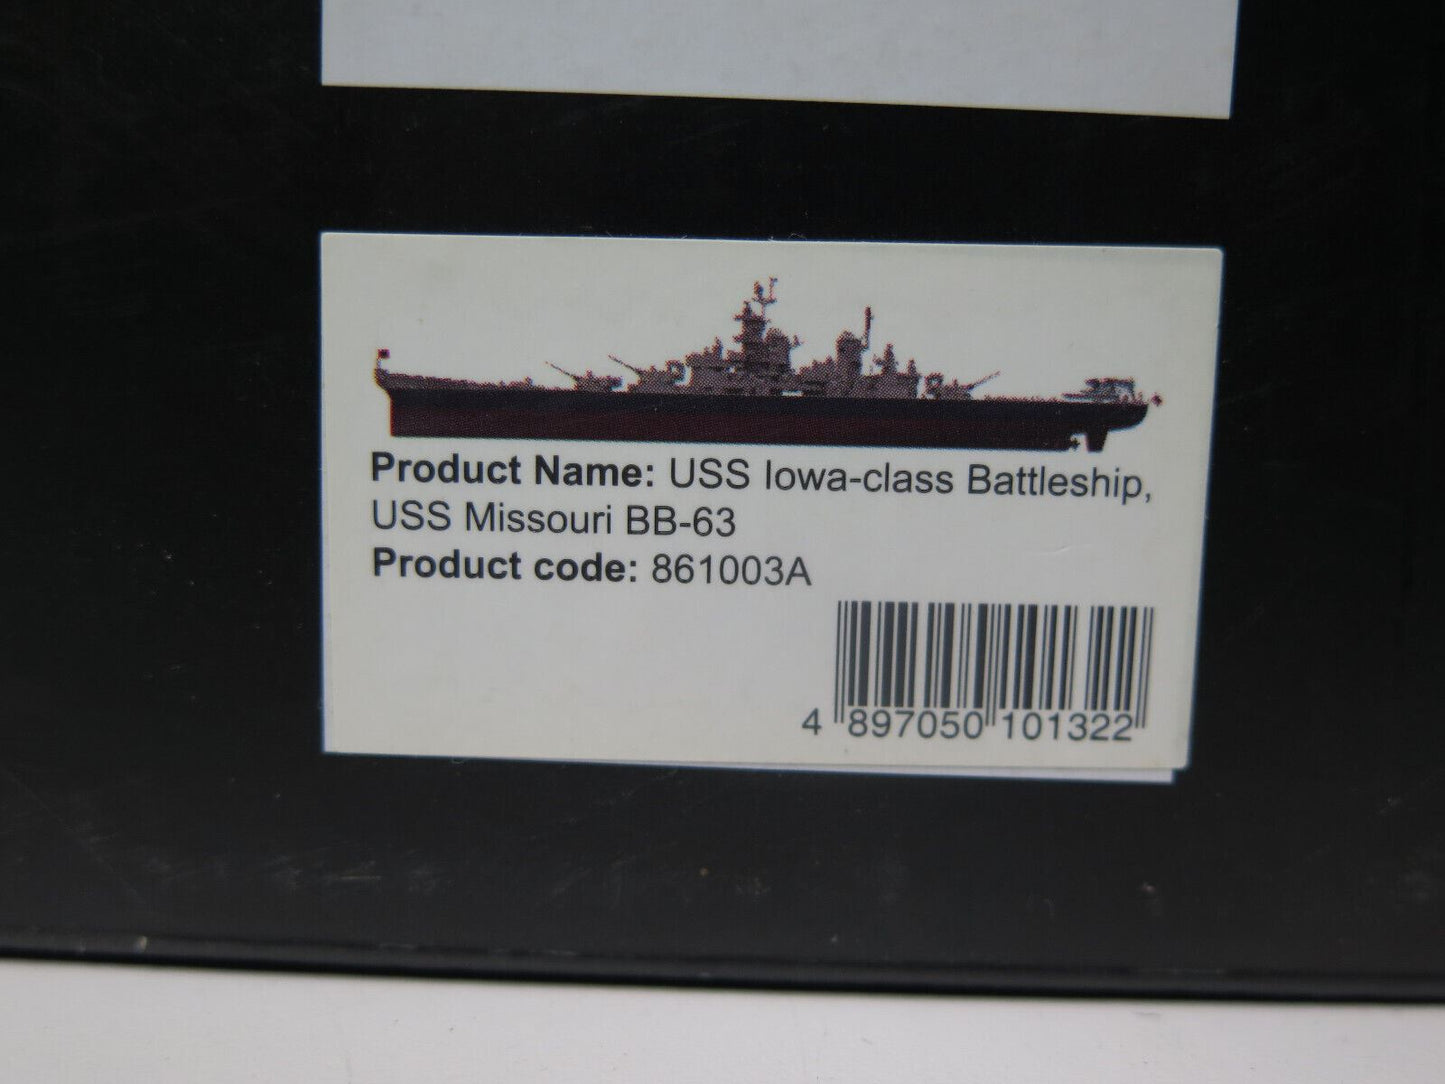 Product Name: USS Iowa-class Battleship,
USS Missouri BB-63
Product code: 861003A
4 897050 101322